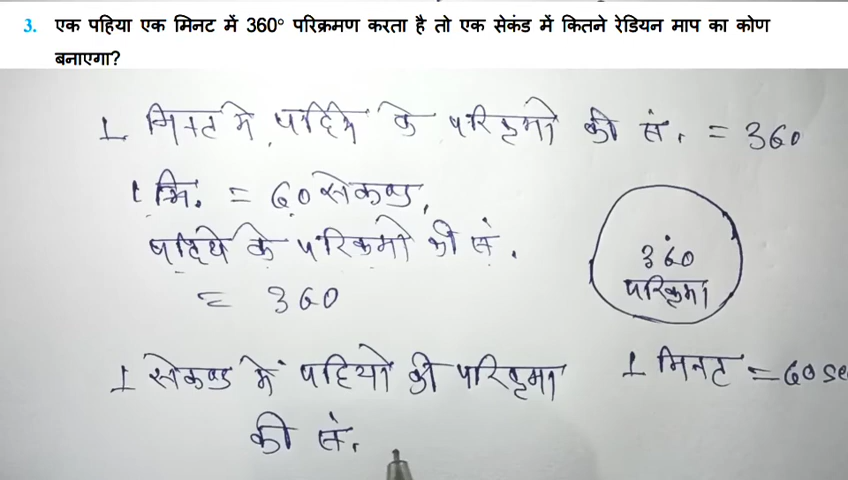 3. एक पहिया एक मिनट में 360° परिक्रमण करता है तो एक सेकंड में कितने रेडियन माप का कोण
बनाएगा?
1 मिनट मे पहिये के परिक्रमो की सं. = 360
1 मि. = 60 सेकण्ड,
पहिये के परिक्रमो की सं.
= 360
360
परिक्रमा
1 सेकण्ड में पहियो की परिक्रमा
की सं.
1 मिनट = 60 se